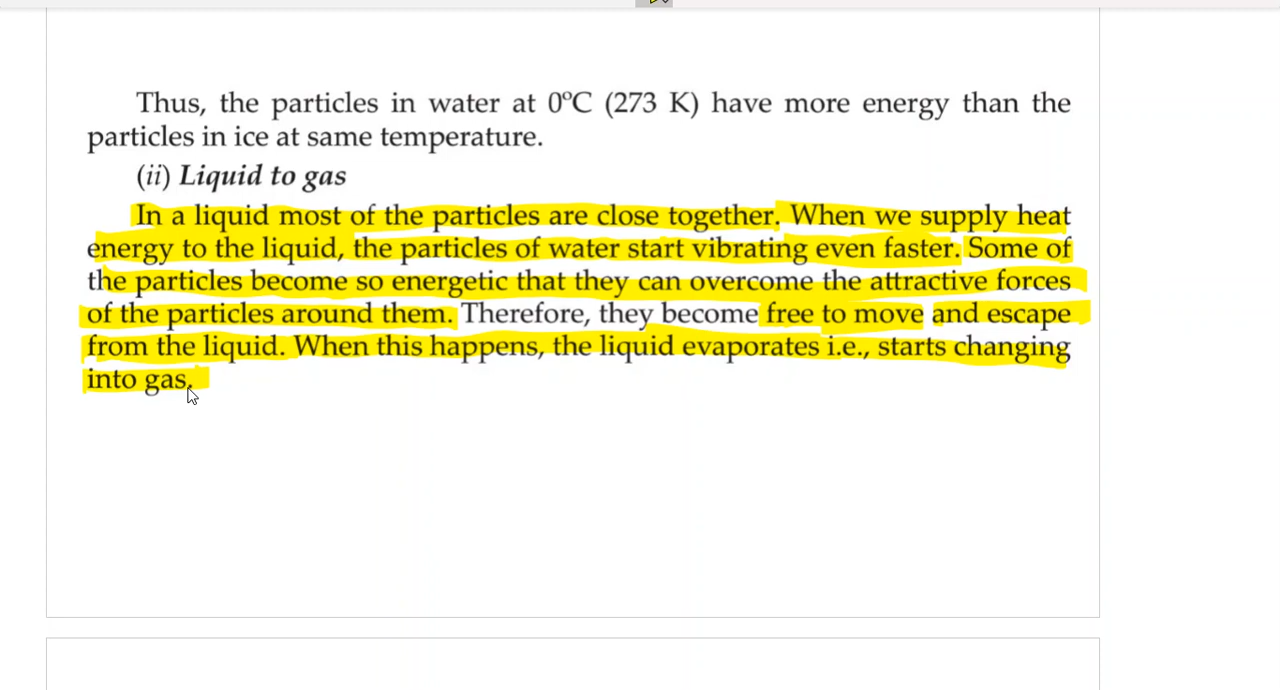 Thus, the particles in water at 0ºC (273 K) have more energy than the
particles in ice at same temperature.
(ii) Liquid to gas
In a liquid most of the particles are close together. When we supply heat
energy to the liquid, the particles of water start vibrating even faster. Some of
the particles become so energetic that they can overcome the attractive forces
of the particles around them. Therefore, they become free to move and escape
from the liquid. When this happens, the liquid evaporates i.e., starts changing
into gas.